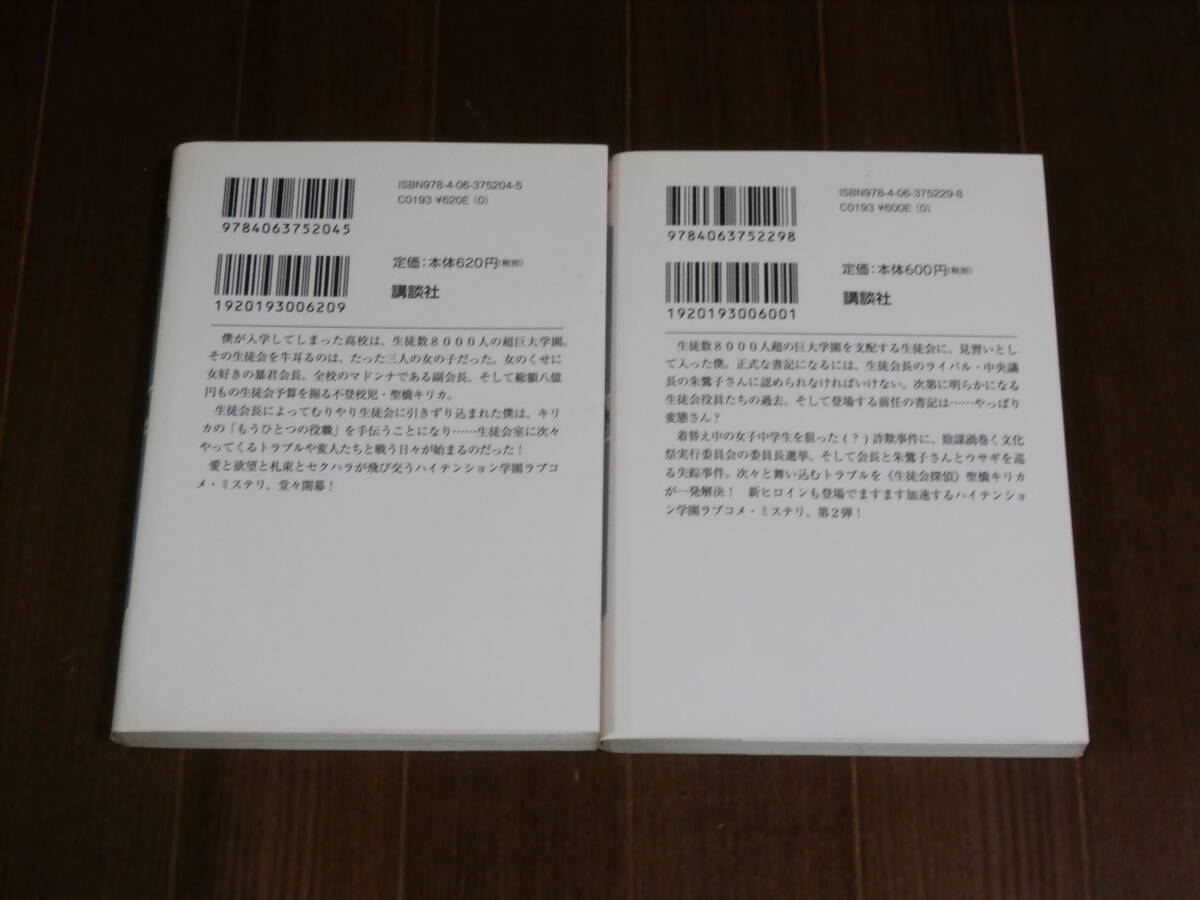 ISBN978-4-06-375204-5
C0193 ¥620E (0)
9784063752045
定価：本体620円(税別)
講談社
1920193006209
僕が入学してしまった高校は、生徒数８０００人の超巨大学園。
その生徒会を牛耳るのは、たった三人の女の子だった。女のくせに
女好きの暴君会長、全校のマドンナである副会長、そして総額八億
円もの生徒会予算を握る不登校児・聖橋キリカ。
生徒会長によってむりやり生徒会に引きずり込まれた僕は、キリ
カの「もうひとつの役職」を手伝うことになり……生徒会室に次々
やってくるトラブルや変人たちと戦う日々が始まるのだった！
愛と欲望と札束とセクハラが飛び交うハイテンション学園ラブコ
メ・ミステリ、堂々開幕！
ISBN978-4-06-375229-8
C0193 ¥600E (0)
9784063752298
定価：本体600円(税別)
講談社
1920193006001
生徒数８０００人超の巨大学園を支配する生徒会に、見習いとし
て入った僕。正式な書記になるには、生徒会長のライバル・中央議
長の朱鷺子さんに認められなければいけない。次第に明らかになる
生徒会役員たちの過去、そして登場する前任の書記は……やっぱり
変態さん？
着替え中の女子中学生を狙った(？)詐欺事件に、陰謀渦巻く文化
祭実行委員会の委員長選挙、そして会長と朱鷺子さんとウサギを巡
る失踪事件。次々と舞い込むトラブルを《生徒会探偵》聖橋キリカ
が一発解決！　新ヒロインも登場でますます加速するハイテンショ
ン学園ラブコメ・ミステリ、第２弾！